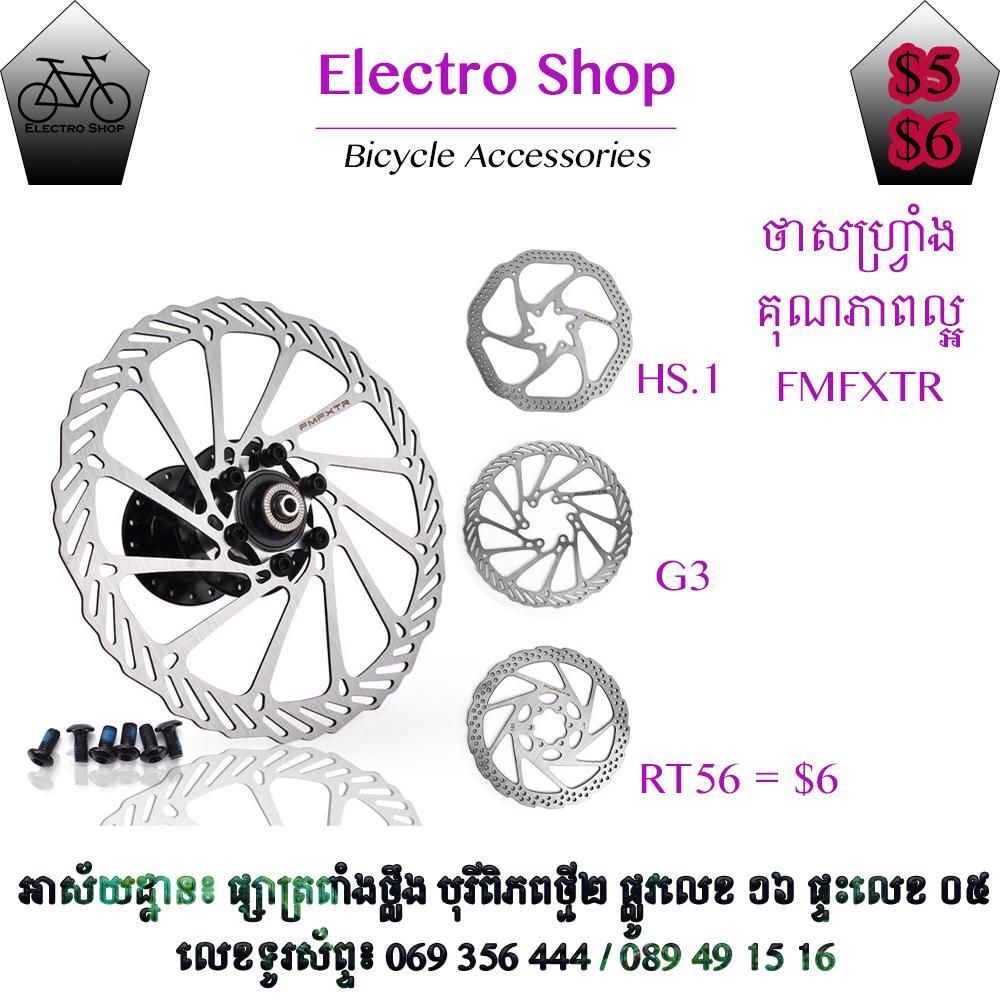 Electro Shop
Electro Shop
Bicycle Accessories
$5
$6
ថាសហ្វ្រាំង
គុណភាពល្អ
FMFXTR
FMFXTR
HS.1
FMFXTR
FMFXTR
G3
FMFXTR
RT56 = $6
អាស័យដ្ឋាន៖ ផ្សាត្រពាំងថ្លឹង បុរីពិភពថ្មី២ ផ្លូវលេខ ១៦ ផ្ទះលេខ ០៥
លេខទូរស័ព្ទ៖ 069 356 444 / 089 49 15 16